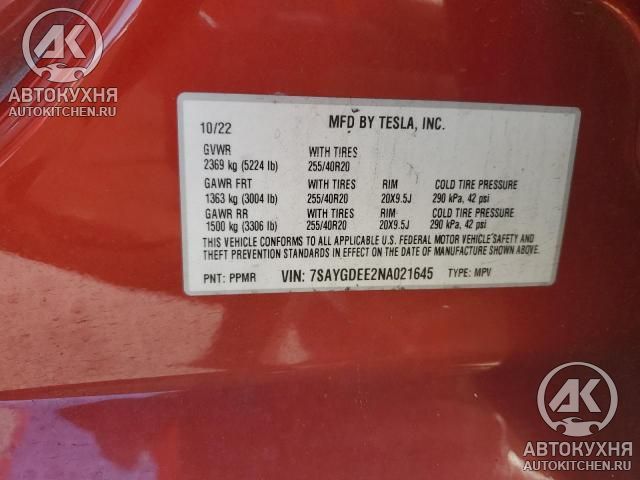 AK
АВТОКУХНЯ
AUTOKITCHEN.RU
10/22 MFD BY TESLA, INC.
GVWR WITH TIRES
2369 kg (5224 lb) 255/40R20
GAWR FRT WITH TIRES RIM COLD TIRE PRESSURE
1363 kg (3004 lb) 255/40R20 20X9.5J 290 kPa, 42 psi
GAWR RR WITH TIRES RIM COLD TIRE PRESSURE
1500 kg (3306 lb) 255/40R20 20X9.5J 290 kPa, 42 psi
THIS VEHICLE CONFORMS TO ALL APPLICABLE U.S. FEDERAL MOTOR VEHICLE SAFETY AND
THEFT PREVENTION STANDARDS IN EFFECT ON THE DATE OF MANUFACTURE SHOWN ABOVE.
PNT: PPMR VIN: 7SAYGDEE2NA021645 TYPE: MPV
AK
АВТОКУХНЯ
AUTOKITCHEN.RU